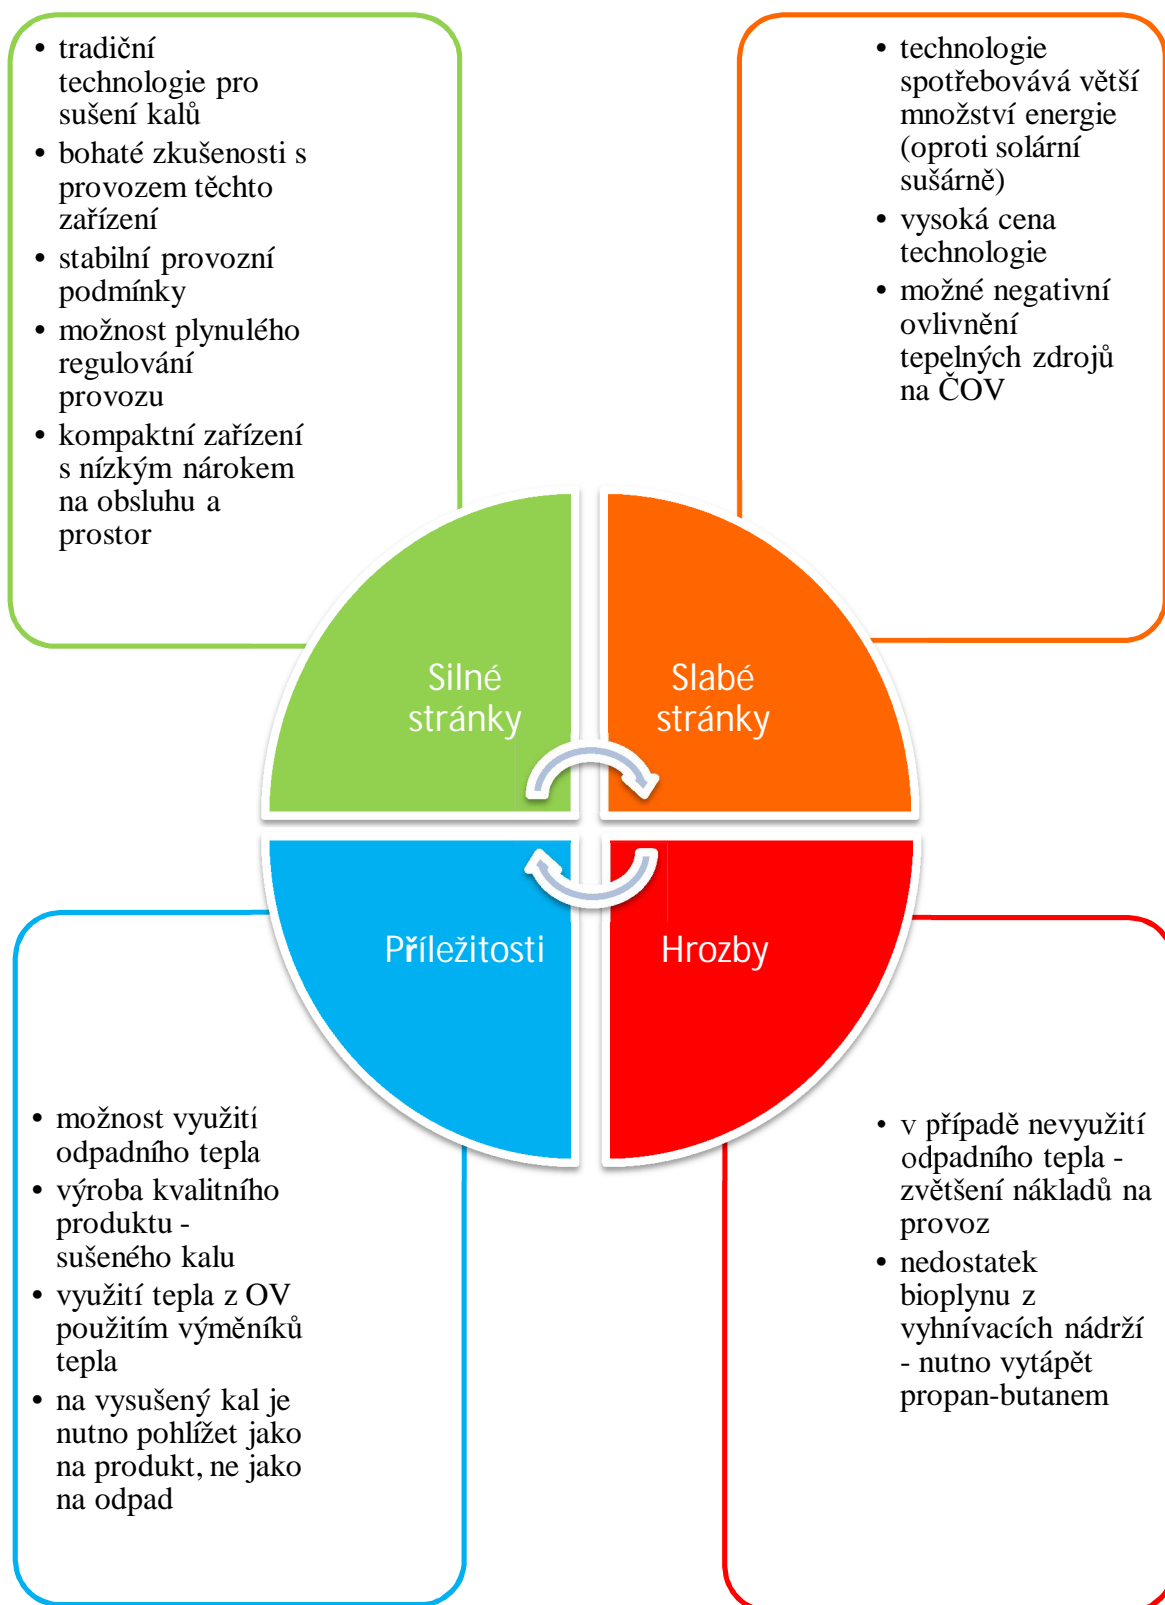 • tradiční
technologie pro
sušení kalů
• bohaté zkušenosti s
provozem těchto
zařízení
• stabilní provozní
podmínky
• možnost plynulého
regulování
provozu
• kompaktní zařízení
s nízkým nárokem
na obsluhu a
prostor
• technologie
spotřebovává větší
množství energie
(oproti solární
sušárně)
• vysoká cena
technologie
• možné negativní
ovlivnění
tepelných zdrojů
na ČOV
Silné
stránky
Slabé
stránky
Příležitosti
Hrozby
• možnost využití
odpadního tepla
• výroba kvalitního
produktu -
sušeného kalu
• využití tepla z OV
použitím výměníků
tepla
• na vysušený kal je
nutno pohlížet jako
na produkt, ne jako
na odpad
• v případě nevyužití
odpadního tepla -
zvětšení nákladů na
provoz
• nedostatek
bioplynu z
vyhnívacích nádrží
- nutno vytápět
propan-butanem